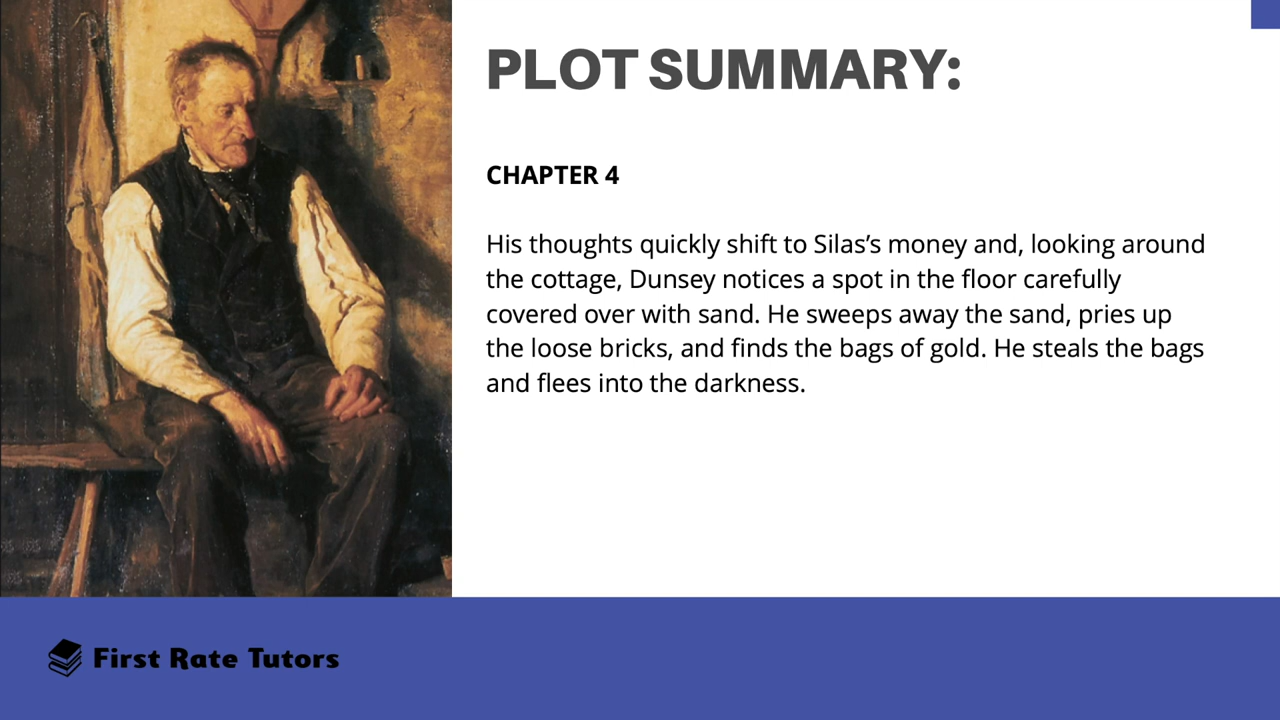 PLOT SUMMARY:
CHAPTER 4
His thoughts quickly shift to Silas’s money and, looking around
the cottage, Dunsey notices a spot in the floor carefully
covered over with sand. He sweeps away the sand, pries up
the loose bricks, and finds the bags of gold. He steals the bags
and flees into the darkness.
First Rate Tutors